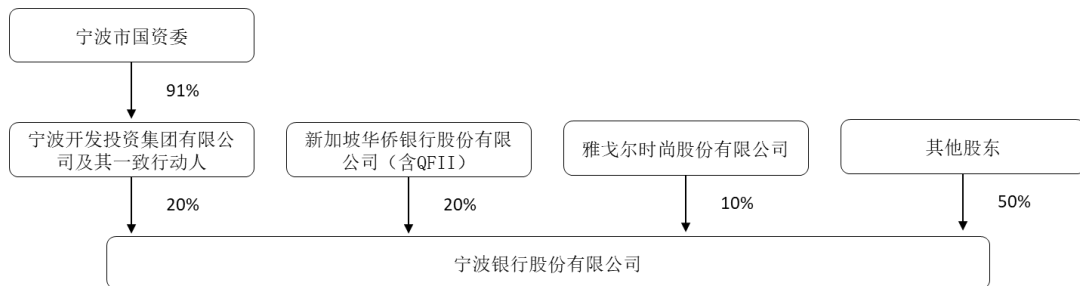 宁波市国资委
91%
宁波开发投资集团有限公
司及其一致行动人
新加坡华侨银行股份有限
公司（含QFII）
雅戈尔时尚股份有限公司
其他股东
20%
20%
10%
50%
宁波银行股份有限公司